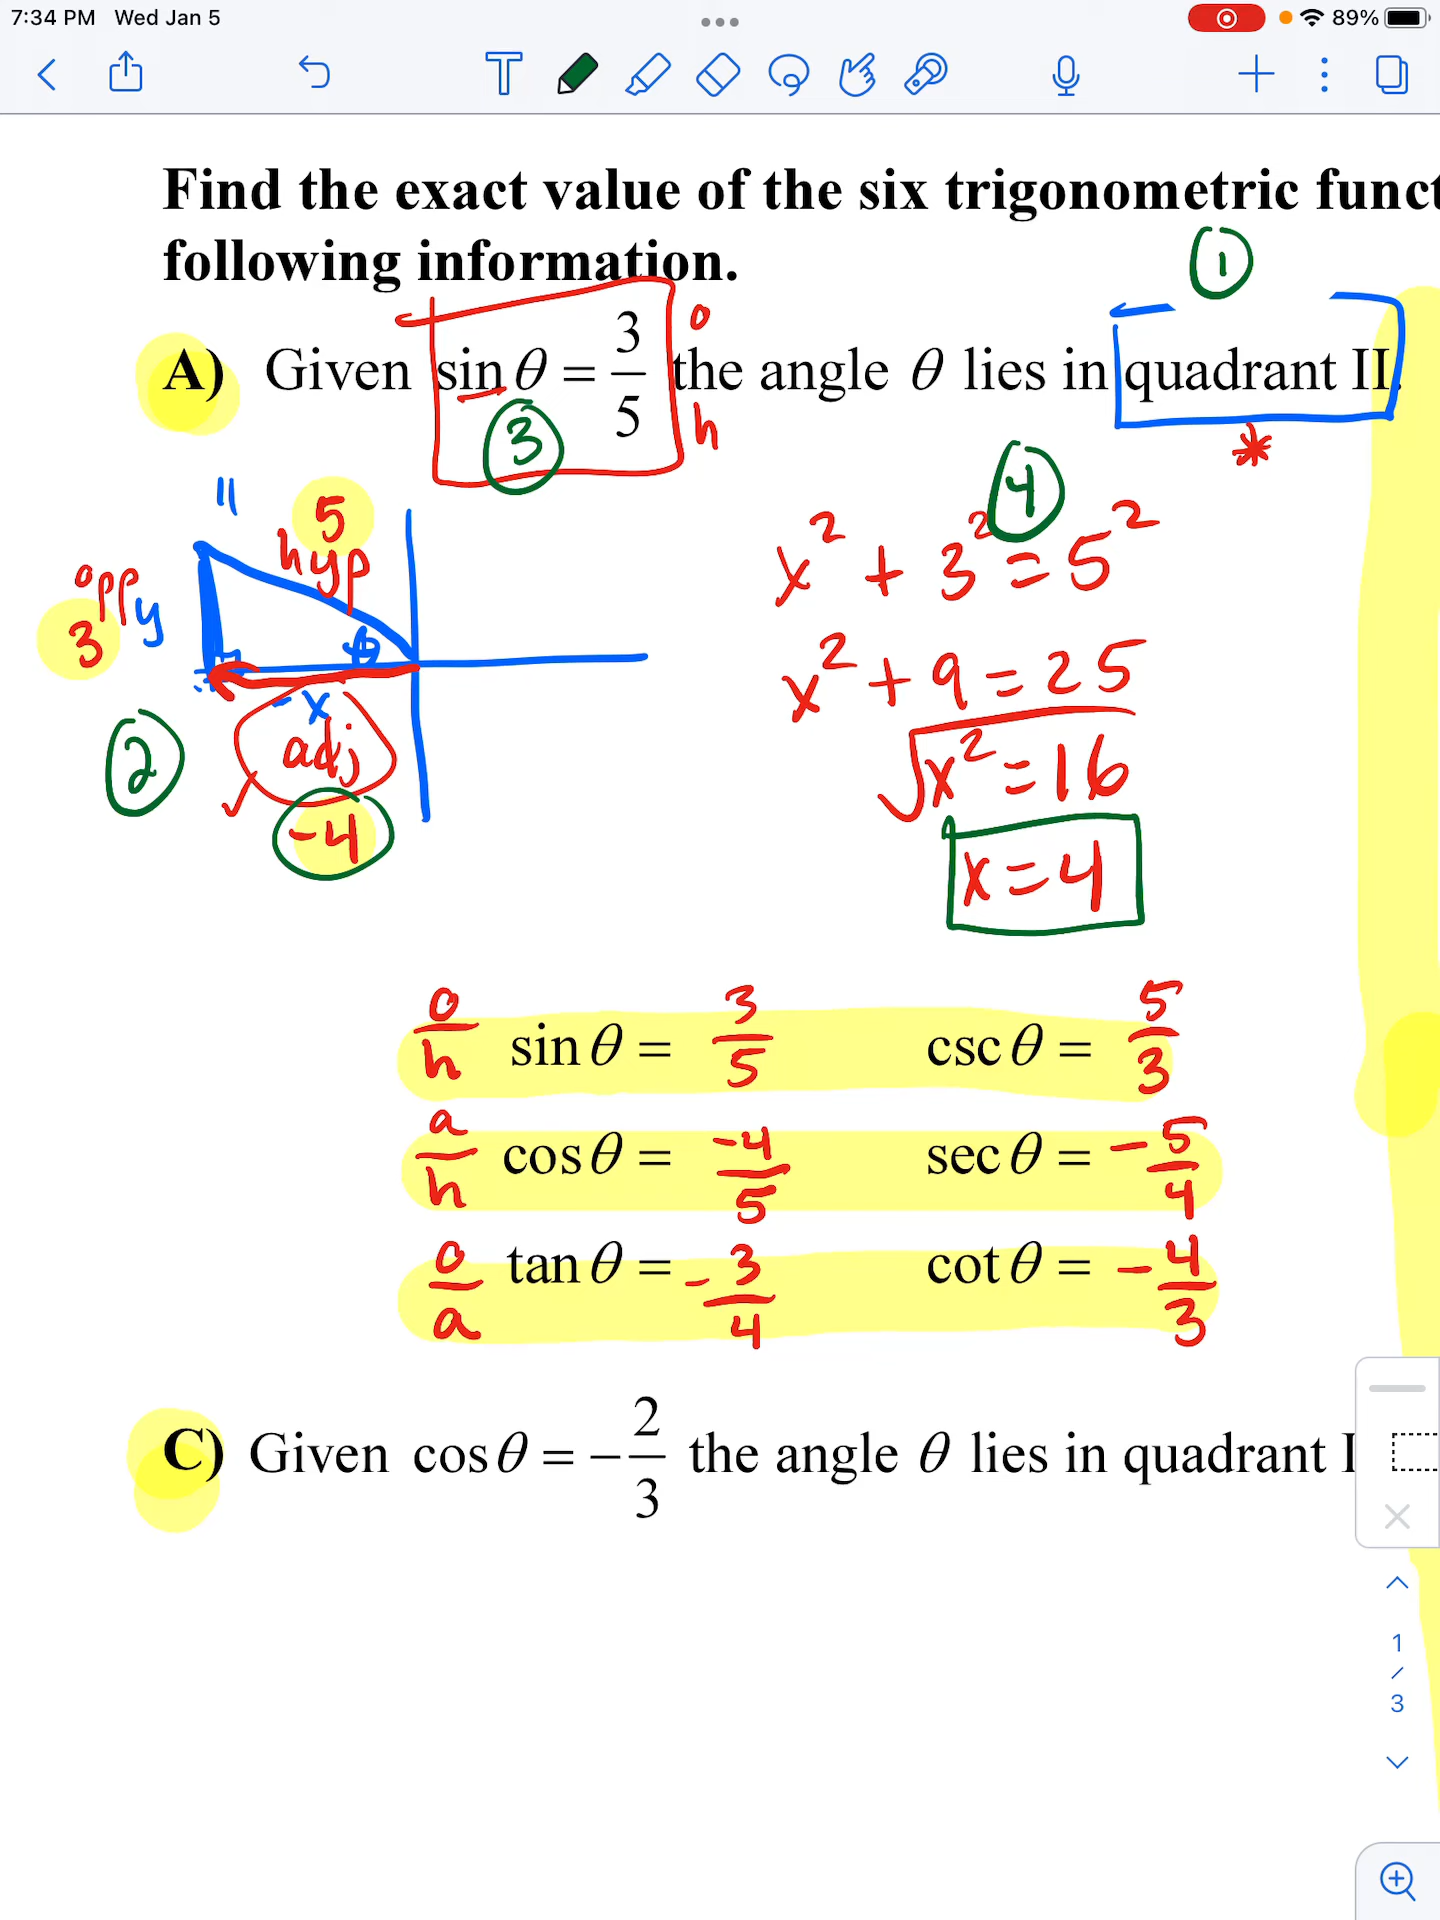 7:34 PM Wed Jan 5
89%
T
Find the exact value of the six trigonometric funct
following information.
1
A) Given sin θ = 3/5 the angle θ lies in quadrant II.
o
h
3
*
II
5
hyp
opp
3
y
θ
-x
adj
2
-4
4
x² + 3² = 5²
x² + 9 = 25
√x² = 16
x = 4
o/h sin θ = 3/5 csc θ = 5/3
a/h cos θ = -4/5 sec θ = -5/4
o/a tan θ = -3/4 cot θ = -4/3
C) Given cos θ = -2/3 the angle θ lies in quadrant I
1
/
3